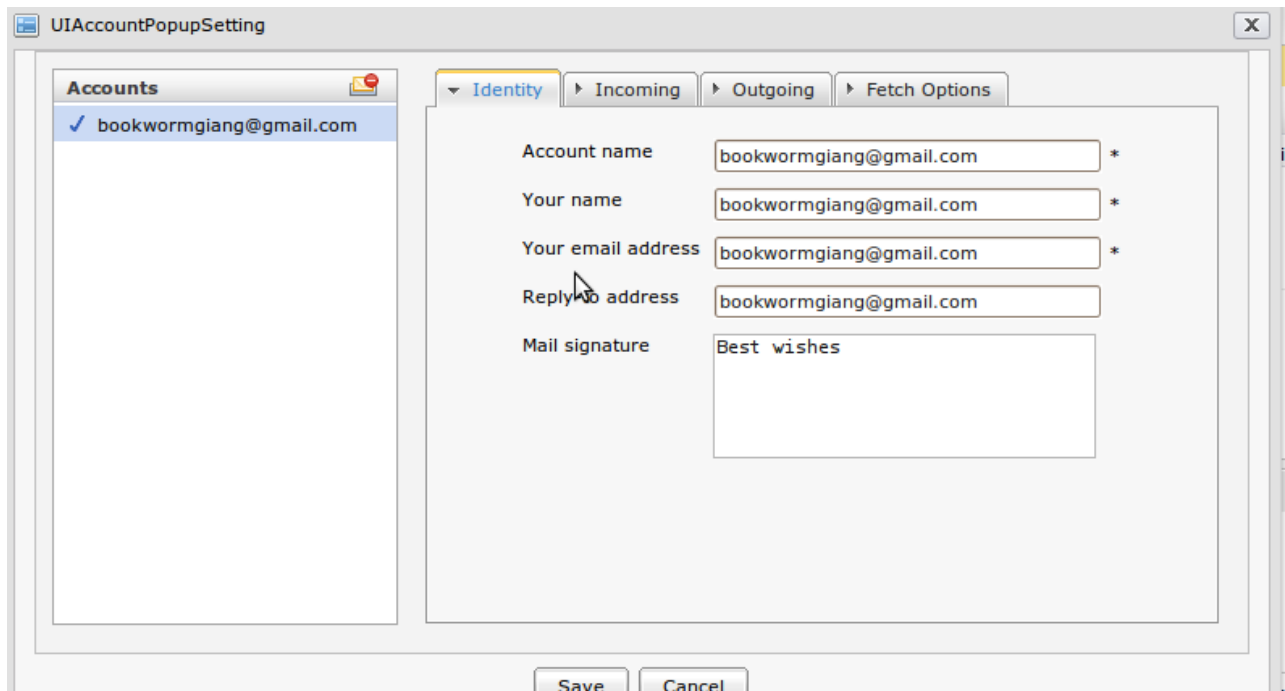 UIAccountPopupSetting
Accounts
bookwormgiang@gmail.com
Identity Incoming Outgoing Fetch Options
Account name bookwormgiang@gmail.com *
Your name bookwormgiang@gmail.com *
Your email address bookwormgiang@gmail.com *
Reply-to address bookwormgiang@gmail.com
Mail signature Best wishes
Save Cancel